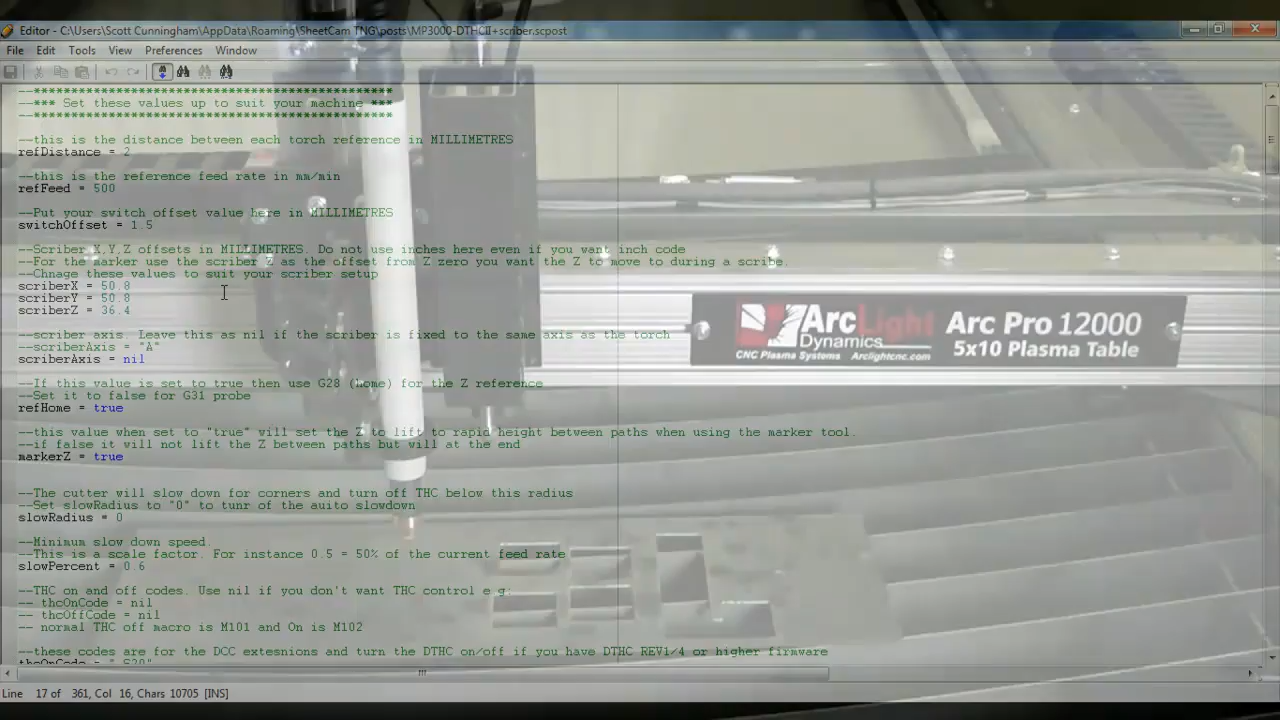 Editor - C:\Users\Scott Cunningham\AppData\Roaming\SheetCam TNG\posts\MP3000-DTHCII+scriber.scpost
File Edit Tools View Preferences Window
--********************************************
--*** Set these values up to suit your machine ***
--********************************************
--this is the distance between each torch reference in MILLIMETRES
refDistance = 2
--this is the reference feed rate in mm/min
refFeed = 500
--Put your switch offset value here in MILLIMETRES
switchOffset = 1.5
--Scriber X,Y,Z offsets in MILLIMETRES. Do not use inches here even if you want inch code
--For the marker use the scriber Z as the offset from Z zero you want the Z to move to during a scribe.
--Chnage these values to suit your scriber setup
scriberX = 50.8
scriberY = 50.8
scriberZ = 36.4
--scriber axis. Leave this as nil if the scriber is fixed to the same axis as the torch
--scriberAxis = "A"
scriberAxis = nil
--If this value is set to true then use G28 (home) for the Z reference
--Set it to false for G31 probe
refHome = true
--this value when set to "true" will set the Z to lift to rapid height between paths when using the marker tool.
--if false it will not lift the Z between paths but will at the end
markerZ = true
--The cutter will slow down for corners and turn off THC below this radius
--Set slowRadius to "0" to tunr of the auito slowdown
slowRadius = 0
--Minimum slow down speed.
--This is a scale factor. For instance 0.5 = 50% of the current feed rate
slowPercent = 0.6
--THC on and off codes. Use nil if you don't want THC control e.g:
-- thcOnCode = nil
-- thcOffCode = nil
-- normal THC off macro is M101 and On is M102
--these codes are for the DCC extesnions and turn the DTHC on/off if you have DTHC REV1/4 or higher firmware
thcOnCode = " G20"
Line 17 of 361, Col 16, Chars 10705 [INS]
ArcLight
Dynamics
CNC Plasma Systems Arclightcnc.com
Arc Pro 12000
5x10 Plasma Table